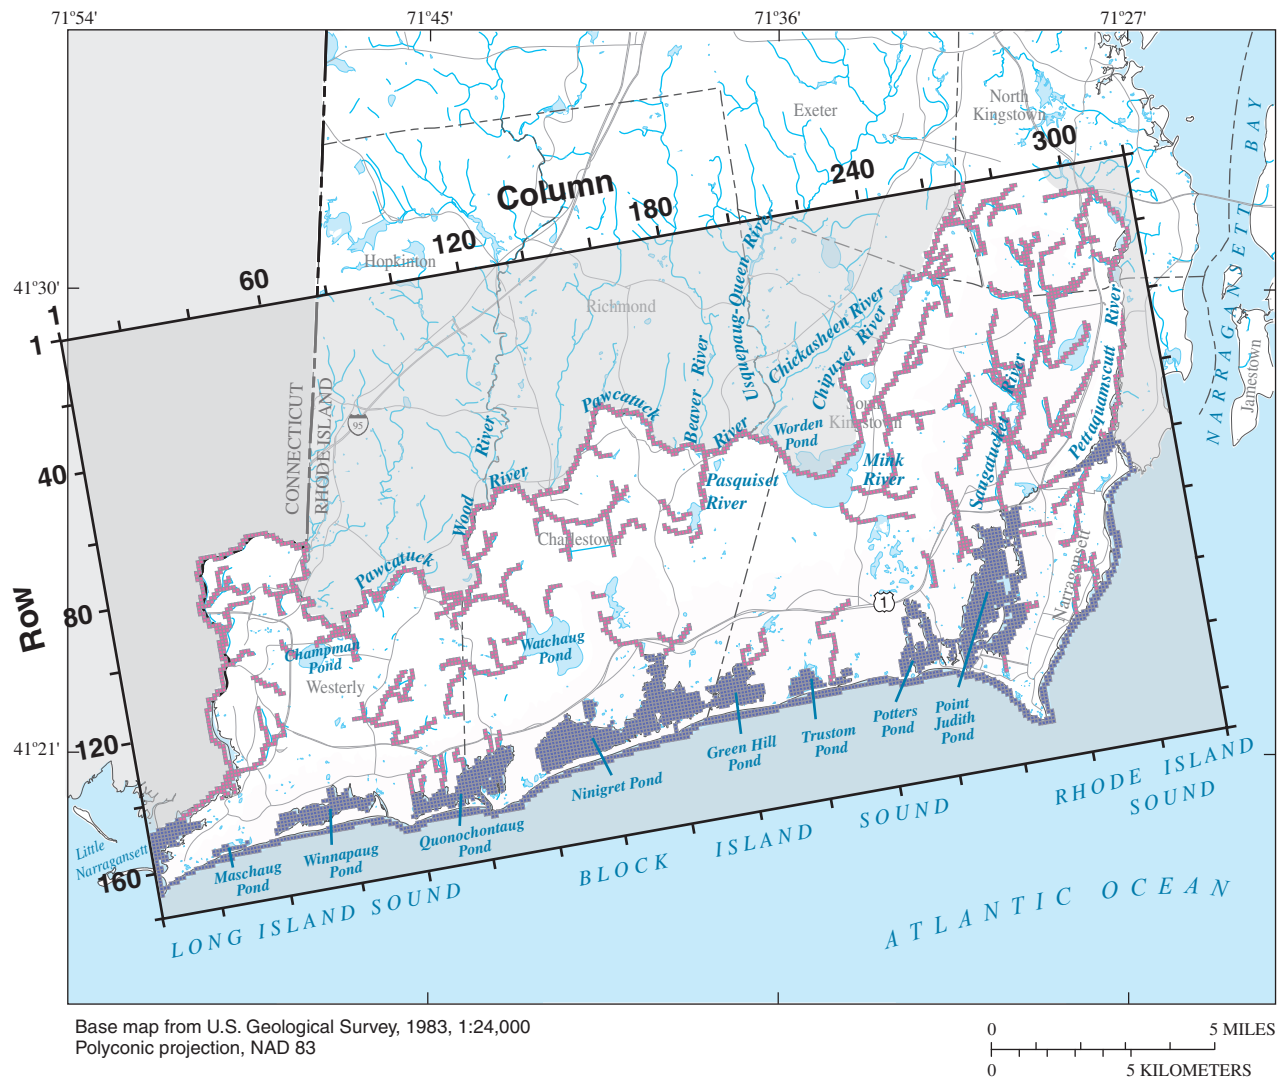 71°54'
71°45'
71°36'
71°27'
North
Kingstown
Exeter
BAY
300
240
Column
180
120
Hopkinton
60
41°30'
1
1
Richmond
Usquepaug-Queen River
Chickasheen River
Chipuxet River
Beaver River
River
NARRAGANSETT
Jamestown
CONNECTICUT
RHODE ISLAND
95
Pawcatuck
River
Worden
Pond
South
Kingstown
Saugatucket River
Pettaquamscutt River
40
River
Wood River
Pasquiset
River
Mink
River
Charlestown
Pawcatuck
Narragansett
Row
80
1
Champman
Pond
Westerly
Watchaug
Pond
41°21'
120
Green Hill
Pond
Trustom
Pond
Potters
Pond
Point
Judith
Pond
Ninigret Pond
Quonochontaug
Pond
Winnapaug
Pond
Maschaug
Pond
Little
Narragansett
160
LONG ISLAND SOUND
BLOCK ISLAND SOUND
RHODE ISLAND
SOUND
ATLANTIC OCEAN
Base map from U.S. Geological Survey, 1983, 1:24,000
Polyconic projection, NAD 83
0 5 MILES
0 5 KILOMETERS